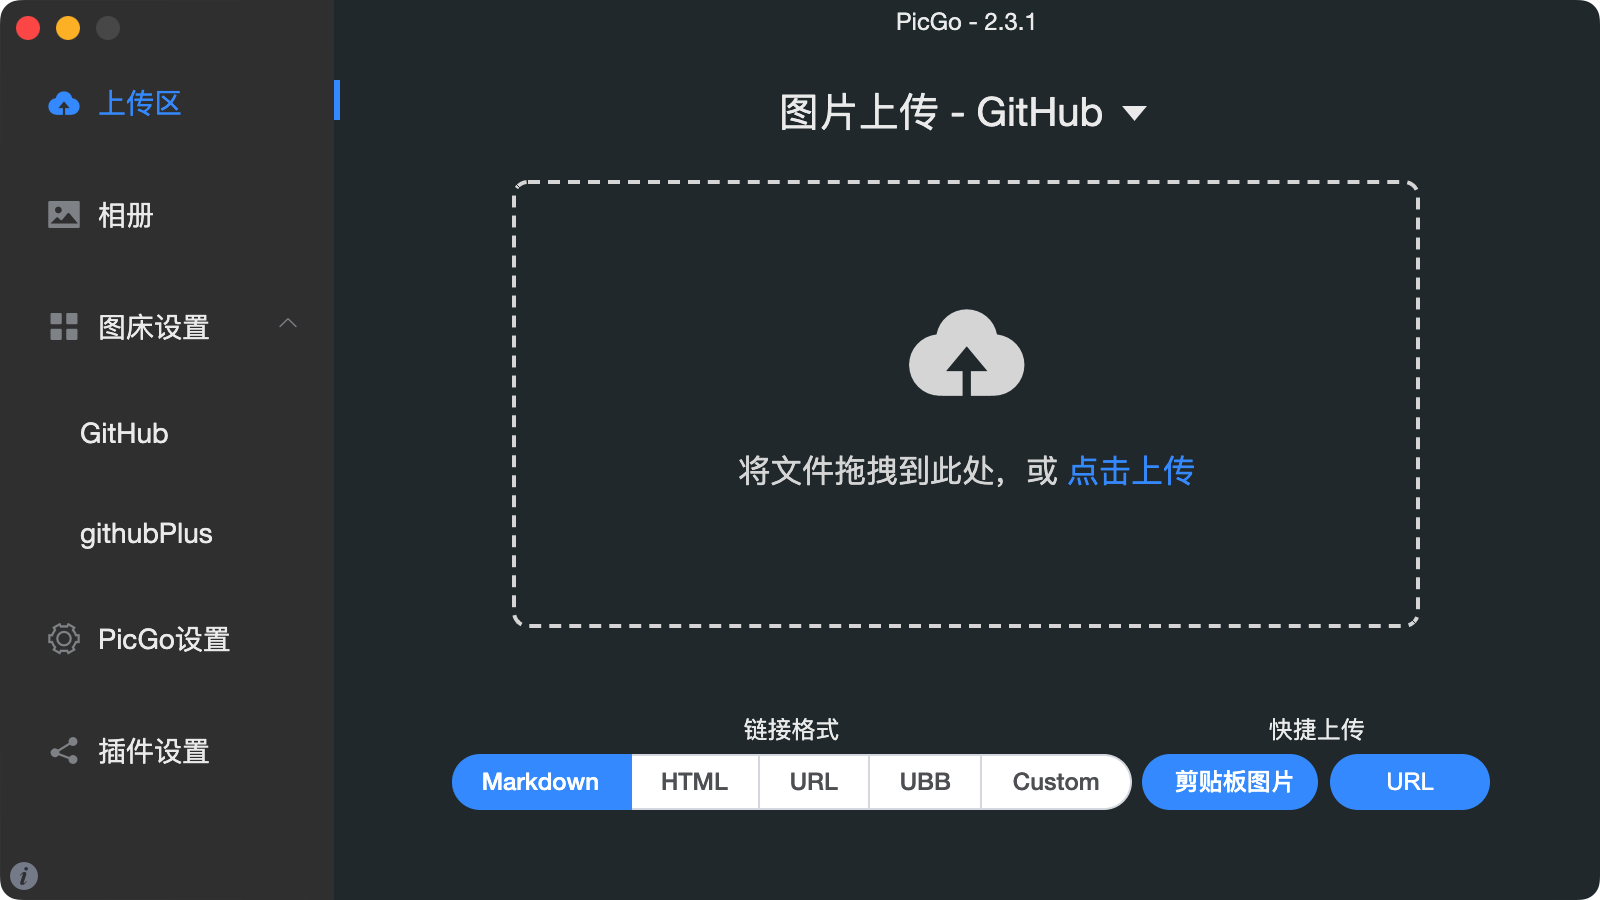 PicGo - 2.3.1
上传区
相册
图床设置
GitHub
githubPlus
PicGo设置
插件设置
图片上传 - GitHub
将文件拖拽到此处，或 点击上传
链接格式
Markdown HTML URL UBB Custom
快捷上传
剪贴板图片 URL
i